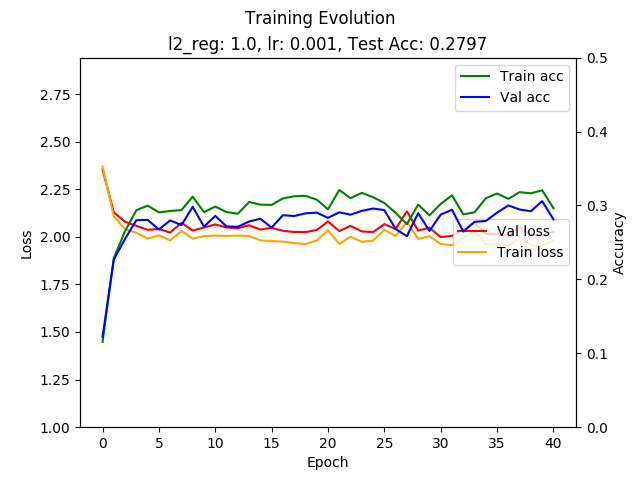 Training Evolution
l2_reg: 1.0, lr: 0.001, Test Acc: 0.2797
Train acc
Val acc
Val loss
Train loss
Loss
2.75
2.50
2.25
2.00
1.75
1.50
1.25
1.00
0.5
0.4
0.3
0.2
0.1
0.0
Accuracy
0 5 10 15 20 25 30 35 40
Epoch